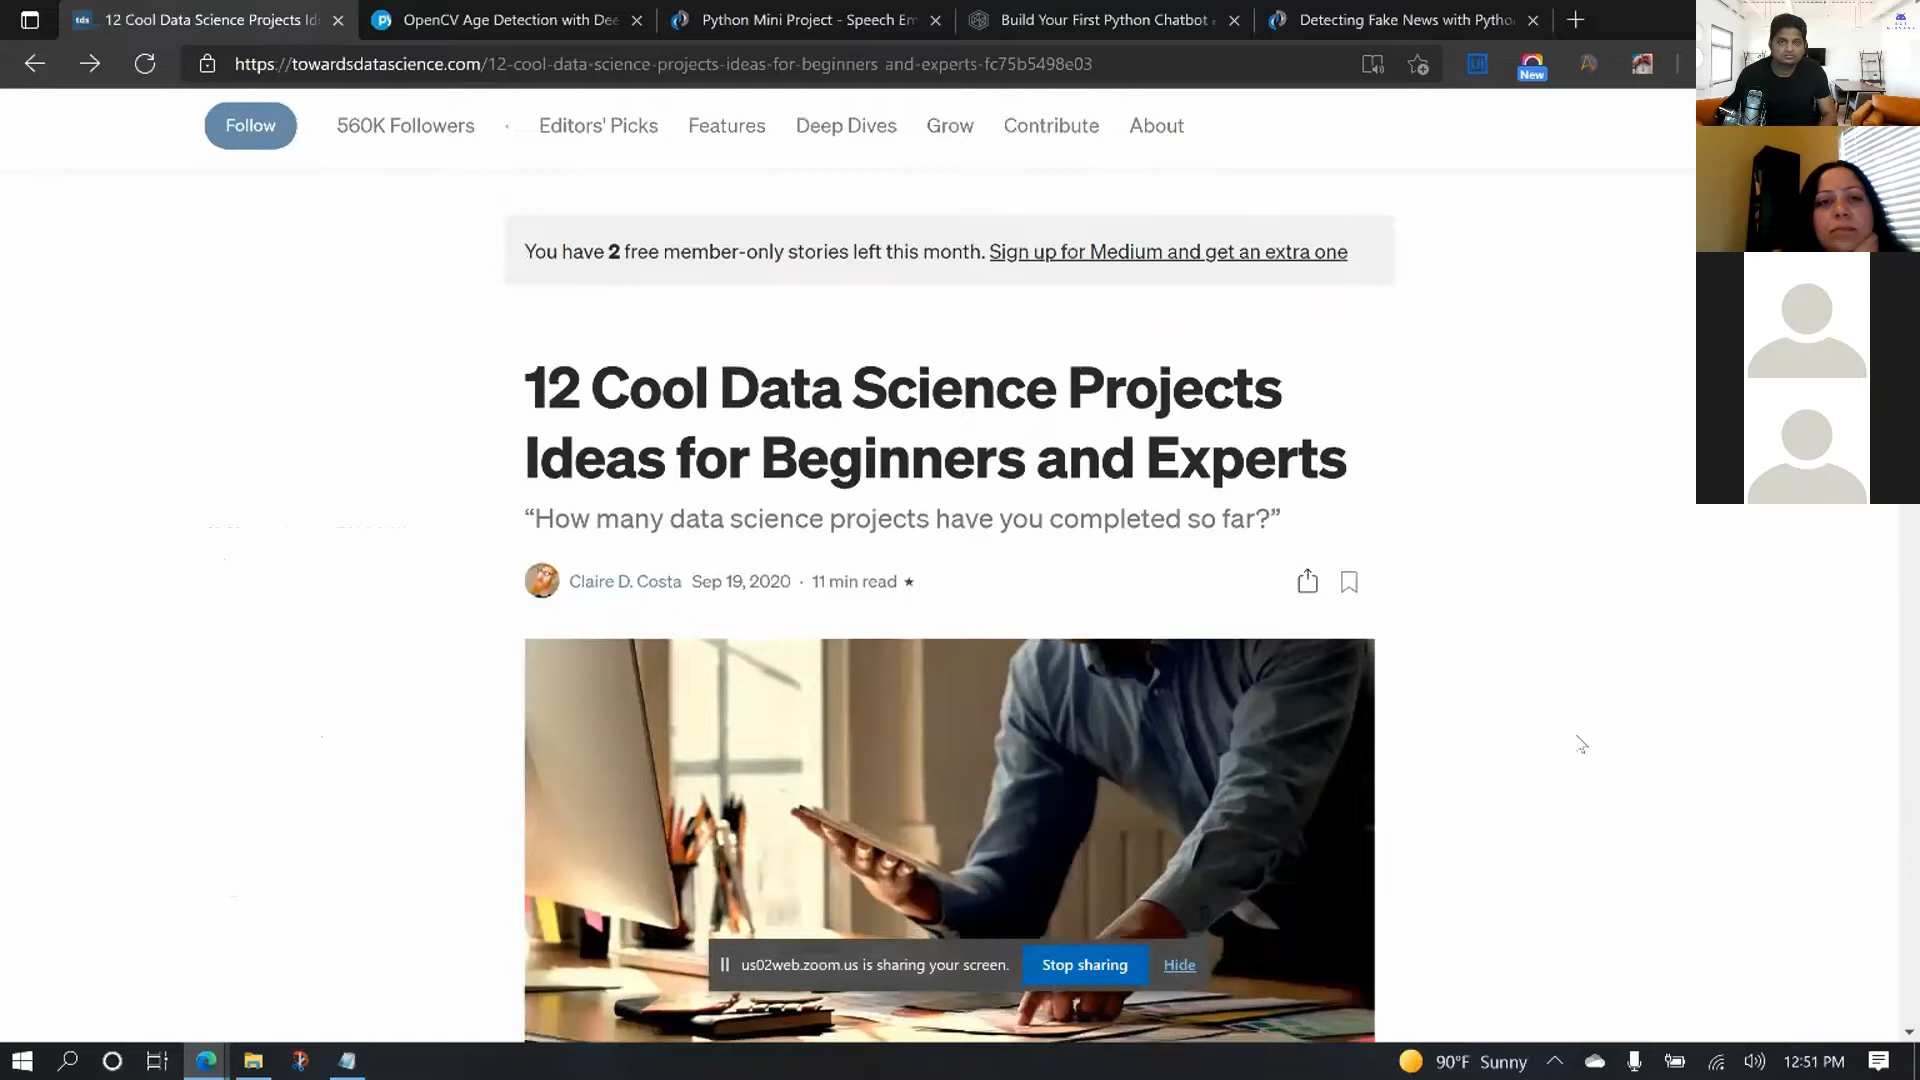 tds 12 Cool Data Science Projects Id
OpenCV Age Detection with Dee
Python Mini Project - Speech Em
Build Your First Python Chatbot
Detecting Fake News with Pytho
https://towardsdatascience.com/12-cool-data-science-projects-ideas-for-beginners-and-experts-fc75b5498e03
New
Follow
560K Followers · Editors' Picks Features Deep Dives Grow Contribute About
You have 2 free member-only stories left this month. Sign up for Medium and get an extra one
12 Cool Data Science Projects
Ideas for Beginners and Experts
“How many data science projects have you completed so far?”
Claire D. Costa Sep 19, 2020 · 11 min read
us02web.zoom.us is sharing your screen. Stop sharing Hide
90°F Sunny 12:51 PM